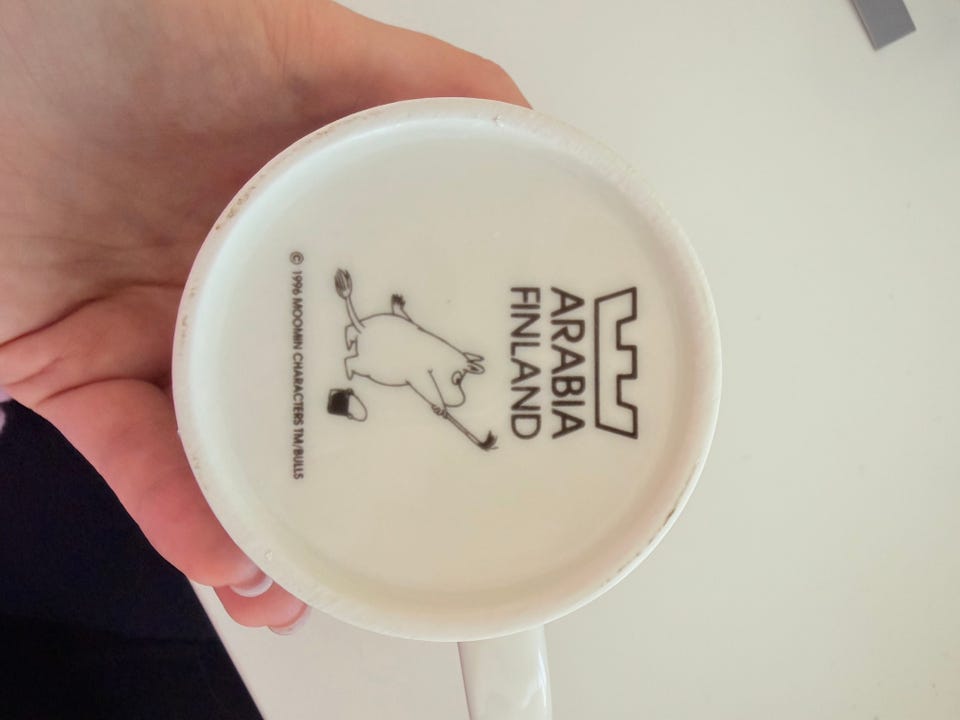 ARABIA
FINLAND
© 1996 MOOMIN CHARACTERS TM/BULLS